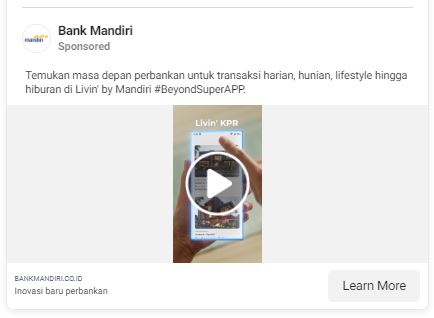 mandiri
Bank Mandiri
Sponsored
Temukan masa depan perbankan untuk transaksi harian, hunian, lifestyle hingga
hiburan di Livin' by Mandiri #BeyondSuperAPP.
Livin' KPR
BANKMANDIRI.CO.ID
Inovasi baru perbankan
Learn More